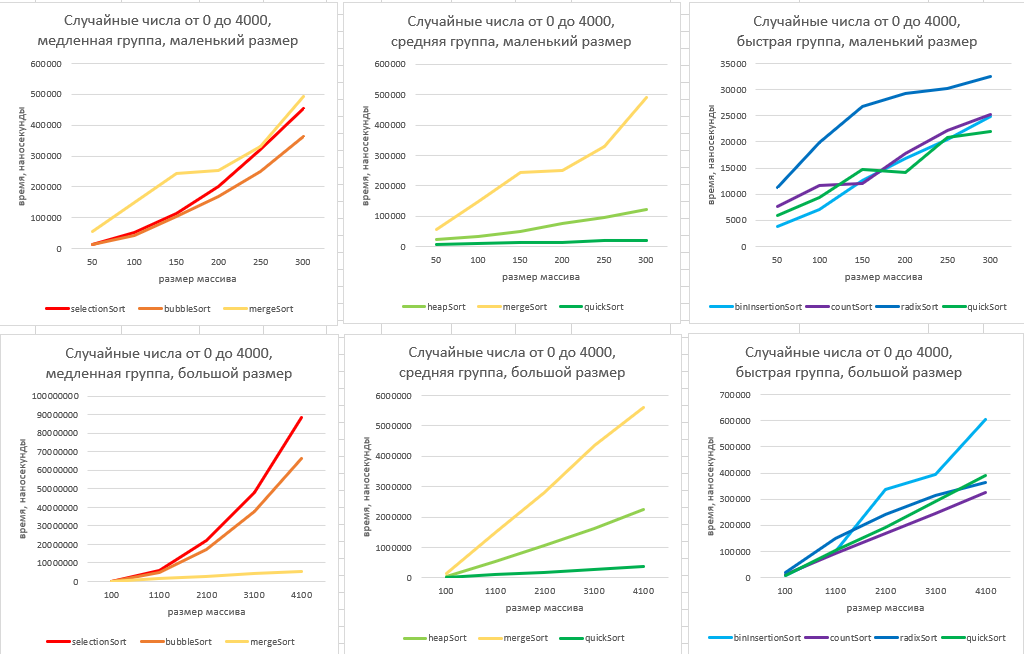 Случайные числа от 0 до 4000,
медленная группа, маленький размер
600000
500000
400000
300000
200000
100000
0
время, наносекунды
50 100 150 200 250 300
размер массива
selectionSort bubbleSort mergeSort
Случайные числа от 0 до 4000,
средняя группа, маленький размер
600000
500000
400000
300000
200000
100000
0
время, наносекунды
50 100 150 200 250 300
размер массива
heapSort mergeSort quickSort
Случайные числа от 0 до 4000,
быстрая группа, маленький размер
35000
30000
25000
20000
15000
10000
5000
0
время, наносекунды
50 100 150 200 250 300
размер массива
binInsertionSort countSort radixSort quickSort
Случайные числа от 0 до 4000,
медленная группа, большой размер
100000000
90000000
80000000
70000000
60000000
50000000
40000000
30000000
20000000
10000000
0
время, наносекунды
100 1100 2100 3100 4100
размер массива
selectionSort bubbleSort mergeSort
Случайные числа от 0 до 4000,
средняя группа, большой размер
6000000
5000000
4000000
3000000
2000000
1000000
0
время, наносекунды
100 1100 2100 3100 4100
размер массива
heapSort mergeSort quickSort
Случайные числа от 0 до 4000,
быстрая группа, большой размер
700000
600000
500000
400000
300000
200000
100000
0
время, наносекунды
100 1100 2100 3100 4100
размер массива
binInsertionSort countSort radixSort quickSort